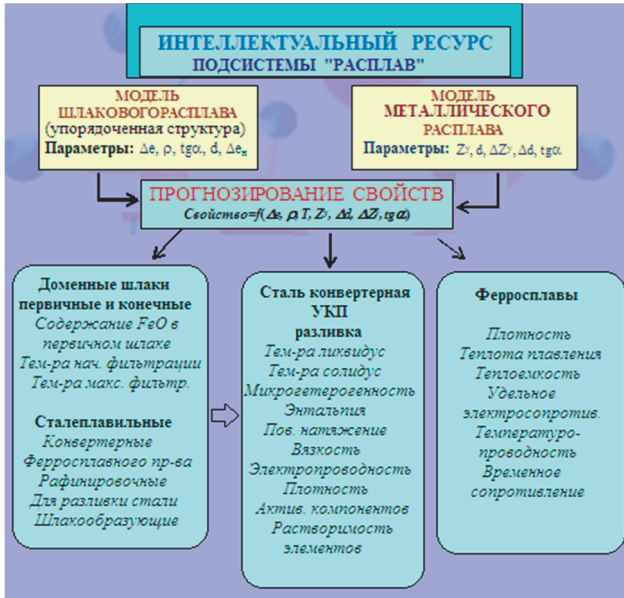 ИНТЕЛЛЕКТУАЛЬНЫЙ РЕСУРС
ПОДСИСТЕМЫ "РАСПЛАВ"
МОДЕЛЬ
ШЛАКОВОГОРАСПЛАВА
(упорядоченная структура)
Параметры: Δe, ρ, tgα, d, Δeн
МОДЕЛЬ
МЕТАЛЛИЧЕСКОГО
РАСПЛАВА
Параметры: Zʸ, d, ΔZʸ, Δd, tgα
ПРОГНОЗИРОВАНИЕ СВОЙСТВ
Свойство=f(Δe, ρ, T, Zʸ, Δd, ΔZʸ, tgα)
Доменные шлаки
первичные и конечные
Содержание FeO в
первичном шлаке
Тем-ра нач. фильтрации
Тем-ра макс. фильтр.
Сталеплавильные
Конвертерные
Ферросплавного пр-ва
Рафинировочные
Для разливки стали
Шлакообразующие
Сталь конвертерная
УКП
разливка
Тем-ра ликвидус
Тем-ра солидус
Микрогетерогенность
Энтальпия
Пов. натяжение
Вязкость
Электропроводность
Плотность
Актив. компонентов
Растворимость
элементов
Ферросплавы
Плотность
Теплота плавления
Теплоемкость
Удельное
электросопротив.
Температуро-
проводность
Временное
сопротивление